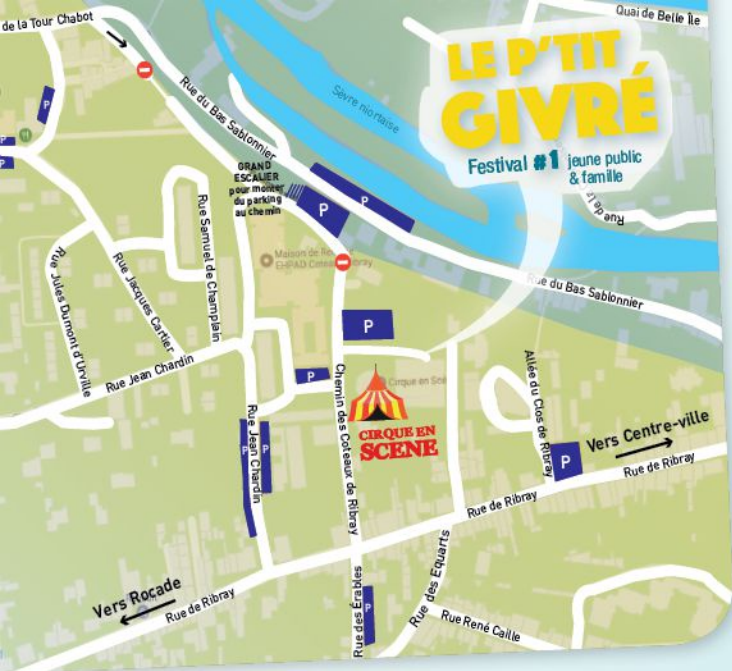 de la Tour Chabot
Quai de Belle Île
LE P'TIT
GIVRÉ
Festival #1 jeune public
& famille
Rue du Bas Sablonnier
Sèvre niortaise
P
P
P
GRAND
ESCALIER
pour monter
du parking
au chemin
P
P
Rue
Rue Samuel de Champlain
Maison de
EHPAD
Rue du Bas Sablonnier
Rue Jules Dumont d'Urville
Rue Jacques Cartier
P
Rue Jean Chardin
P
Cirque en Scè
CIRQUE EN
SCENE
Chemin des Coteaux de Ribray
Allée du Clos de Ribray
Rue Jean Chardin
P
P
P
Vers Centre-ville
Rue de Ribray
Rue de Ribray
Vers Rocade
Rue de Ribray
Rue des Érables
P
Rue des Equarts
Rue René Caille